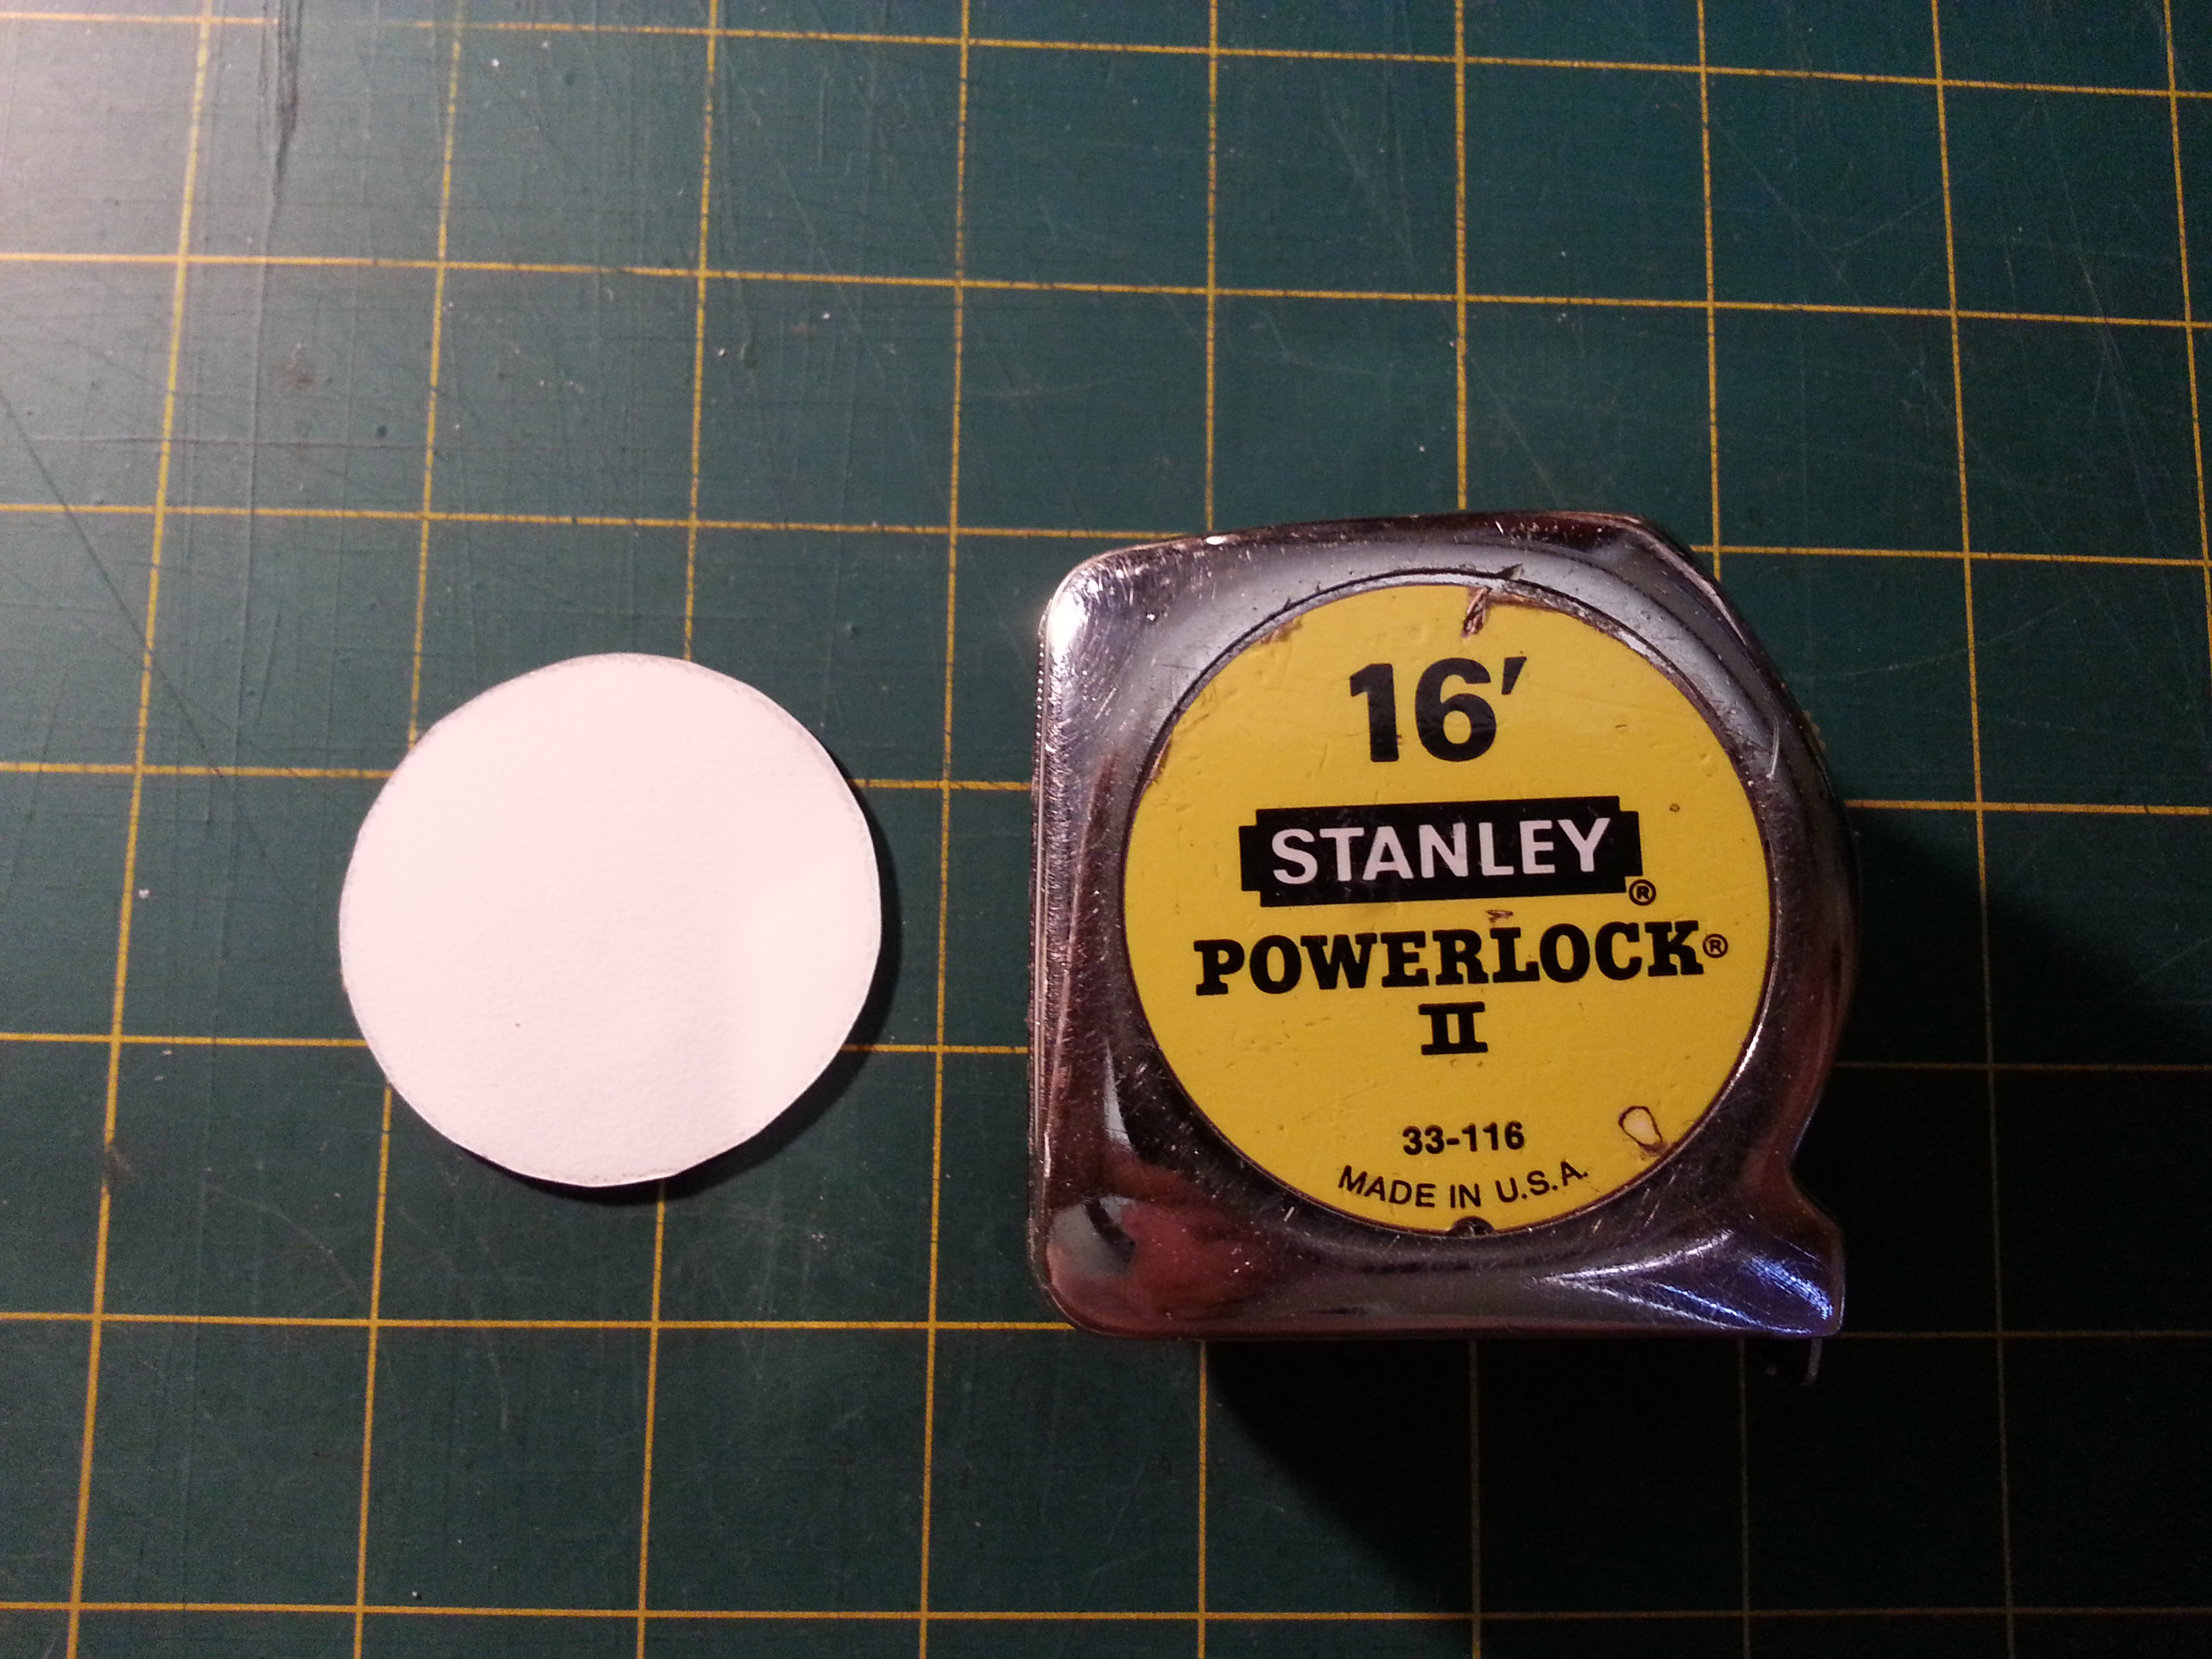 16'
STANLEY®
POWERLOCK®
II
33-116
MADE IN U.S.A.